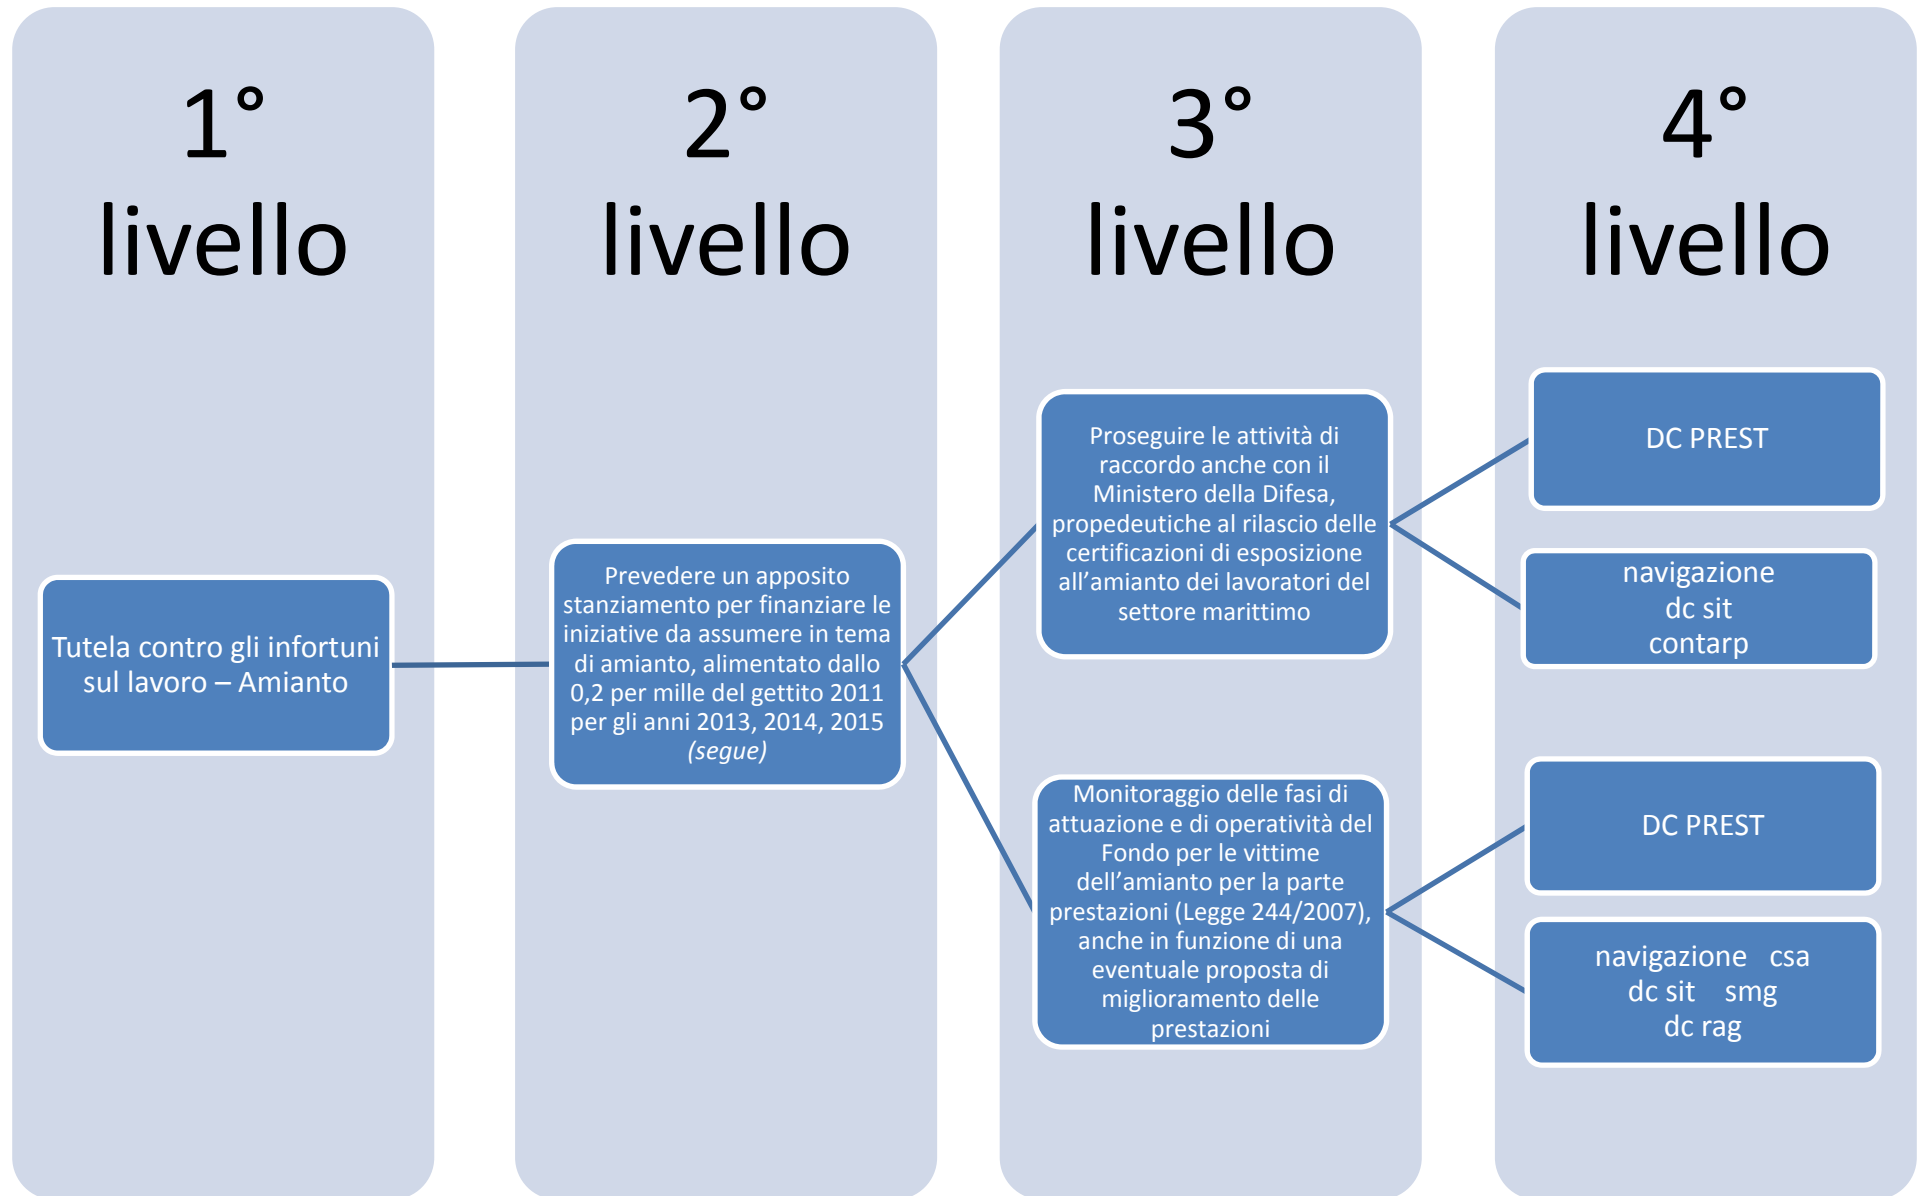 1°
livello
2°
livello
3°
livello
4°
livello
Tutela contro gli infortuni
sul lavoro – Amianto
Prevedere un apposito
stanziamento per finanziare le
iniziative da assumere in tema
di amianto, alimentato dallo
0,2 per mille del gettito 2011
per gli anni 2013, 2014, 2015
(segue)
Proseguire le attività di
raccordo anche con il
Ministero della Difesa,
propedeutiche al rilascio delle
certificazioni di esposizione
all’amianto dei lavoratori del
settore marittimo
DC PREST
navigazione
dc sit
contarp
Monitoraggio delle fasi di
attuazione e di operatività del
Fondo per le vittime
dell’amianto per la parte
prestazioni (Legge 244/2007),
anche in funzione di una
eventuale proposta di
miglioramento delle
prestazioni
DC PREST
navigazione csa
dc sit smg
dc rag